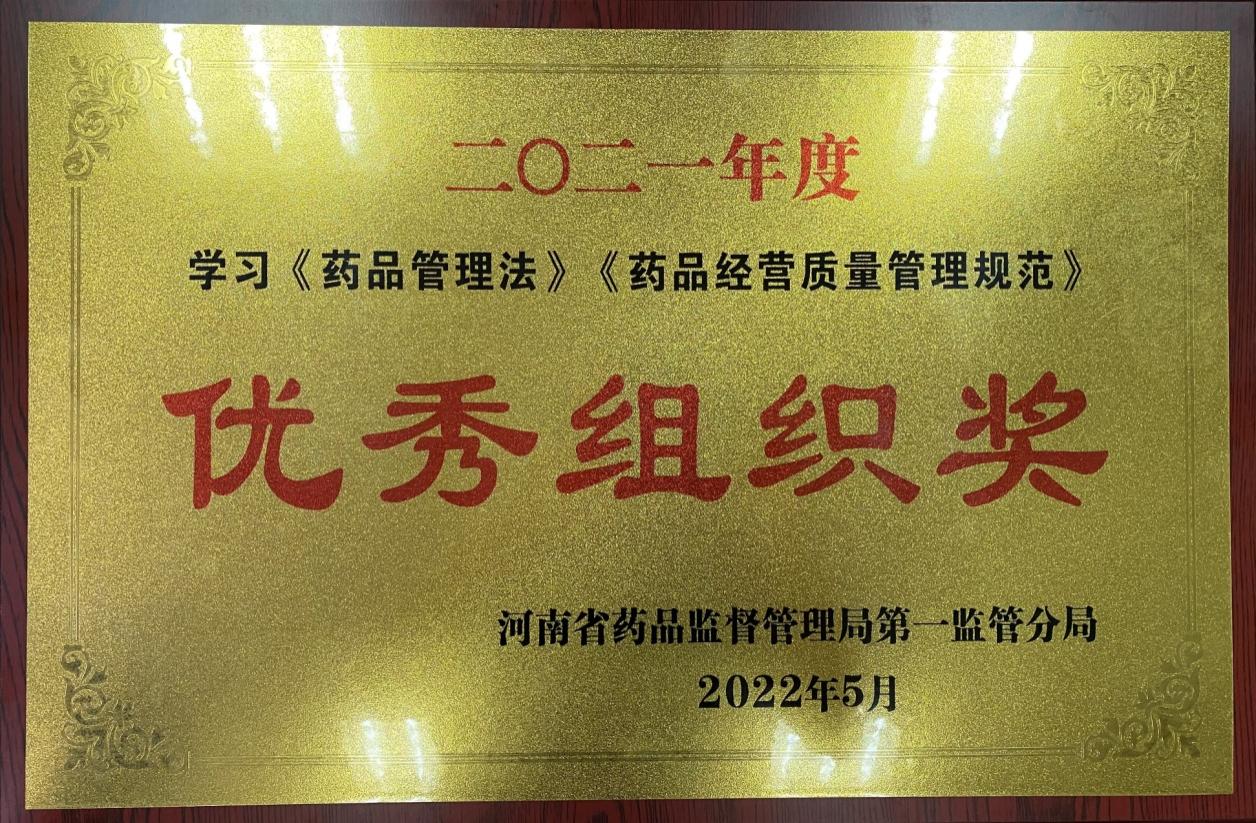 二〇二一年度
学习《药品管理法》《药品经营质量管理规范》
优秀组织奖
河南省药品监督管理局第一监管分局
2022年5月